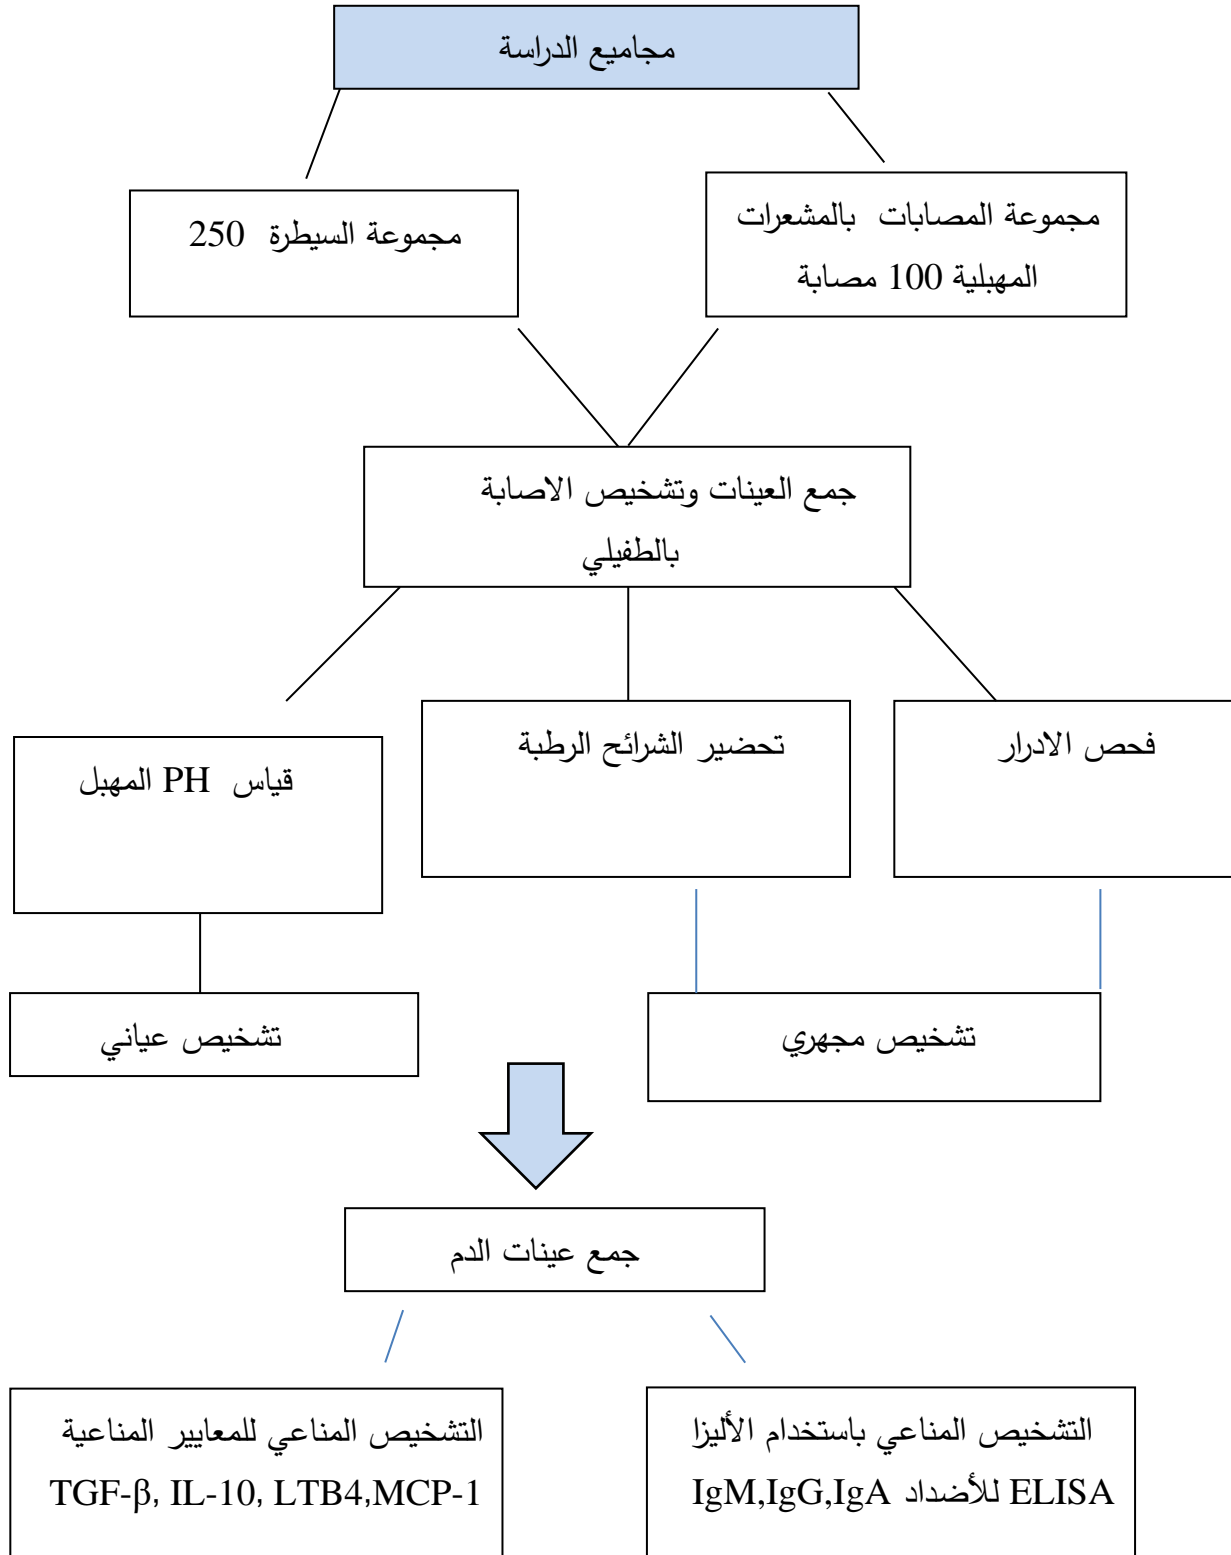 مجاميع الدراسة
مجموعة المصابات بالمشعرات
المهبلية 100 مصابة
مجموعة السيطرة 250
جمع العينات وتشخيص الاصابة
بالطفيلي
فحص الادرار
تحضير الشرائح الرطبة
قياس PH المهبل
تشخيص مجهري
تشخيص عياني
جمع عينات الدم
التشخيص المناعي باستخدام الأليزا
ELISA للأضداد IgM,IgG,IgA
التشخيص المناعي للمعايير المناعية
TGF-β, IL-10, LTB4,MCP-1